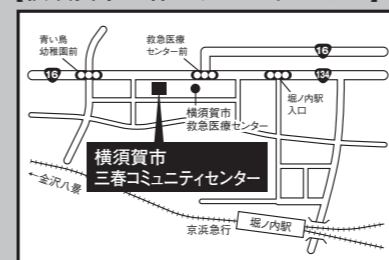 青い鳥
幼稚園前
救急医療
センター前
16
16
134
堀ノ内駅
入口
横須賀市
救急医療センター
横須賀市
三春コミュニティセンター
←金沢八景
京浜急行
堀ノ内駅